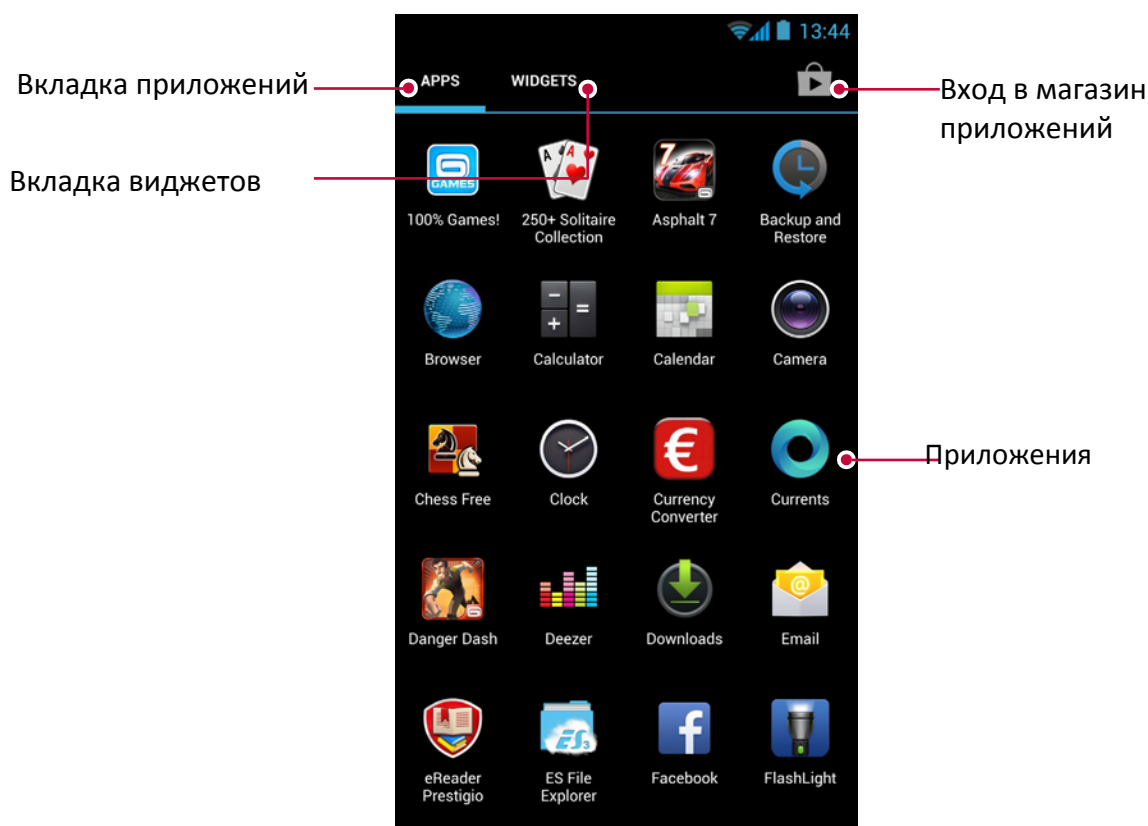 13:44
Вкладка приложений
APPS
WIDGETS
Вход в магазин
приложений
Вкладка виджетов
GAMES
A
A
7
100% Games!
250+ Solitaire
Collection
Asphalt 7
Backup and
Restore
Browser
Calculator
Calendar
Camera
€
Приложения
Chess Free
Clock
Currency
Converter
Currents
@
Danger Dash
Deezer
Downloads
Email
ES3
f
eReader
Prestigio
ES File
Explorer
Facebook
FlashLight